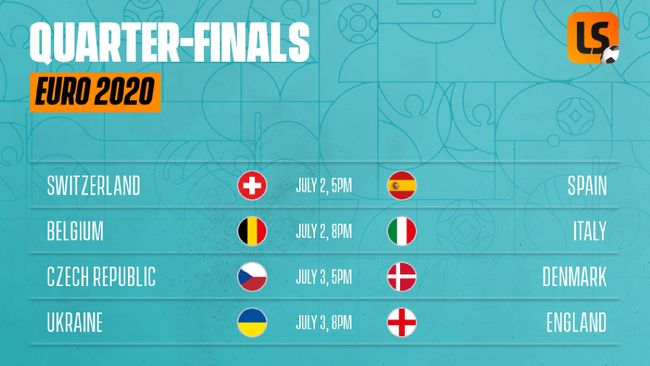 QUARTER-FINALS
LS
EURO 2020
SWITZERLAND JULY 2, 5PM SPAIN
BELGIUM JULY 2, 8PM ITALY
CZECH REPUBLIC JULY 3, 5PM DENMARK
UKRAINE JULY 3, 8PM ENGLAND